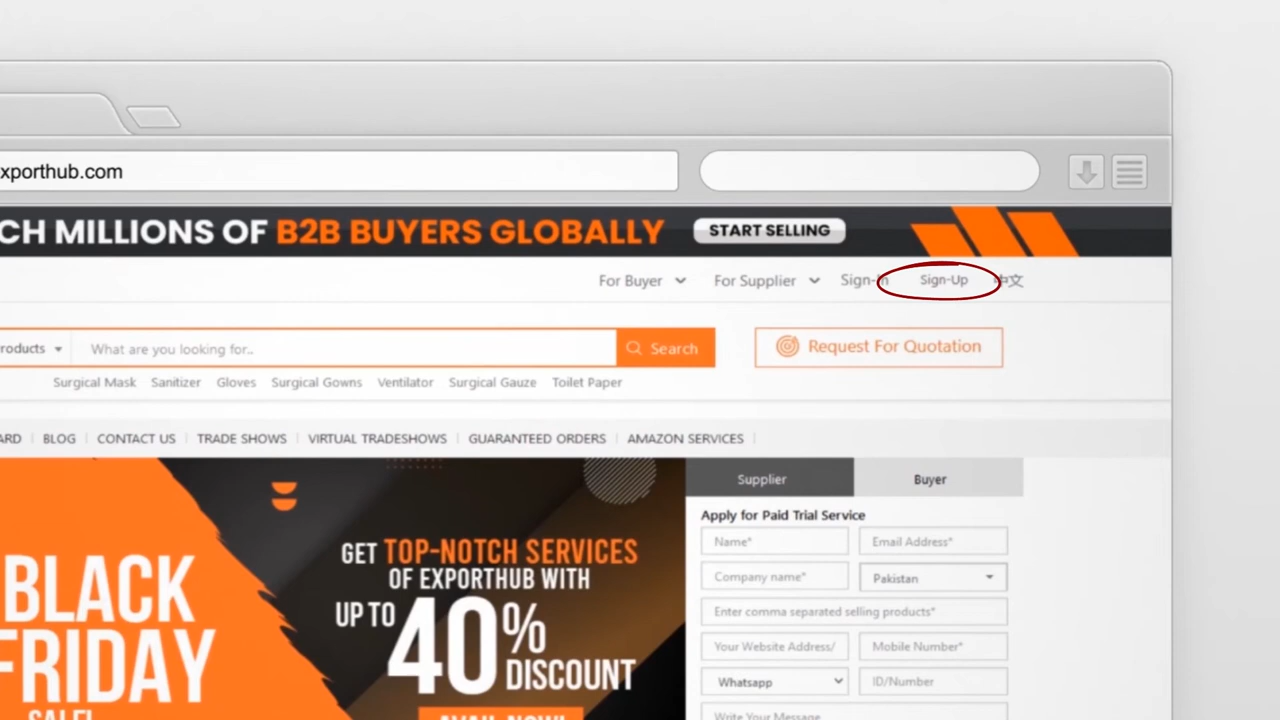 xporthub.com
CH MILLIONS OF B2B BUYERS GLOBALLY START SELLING
For Buyer For Supplier Sign-In Sign-Up 中文
roducts What are you looking for.. Search Request For Quotation
Surgical Mask Sanitizer Gloves Surgical Gowns Ventilator Surgical Gauze Toilet Paper
ARD BLOG CONTACT US TRADE SHOWS VIRTUAL TRADESHOWS GUARANTEED ORDERS AMAZON SERVICES
BLACK
FRIDAY
SALE!
GET TOP-NOTCH SERVICES
OF EXPORTHUB WITH
UP TO 40% DISCOUNT
AVAIL NOW!
Supplier Buyer
Apply for Paid Trial Service
Name* Email Address*
Company name* Pakistan
Enter comma separated selling products*
Your Website Address/ Mobile Number*
Whatsapp ID/Number
Write Your Message